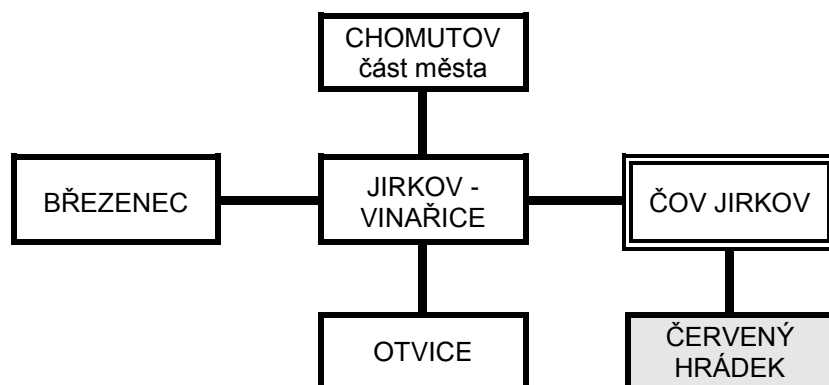 CHOMUTOV
část města
BŘEZENEC
JIRKOV -
VINAŘICE
ČOV JIRKOV
OTVICE
ČERVENÝ
HRÁDEK